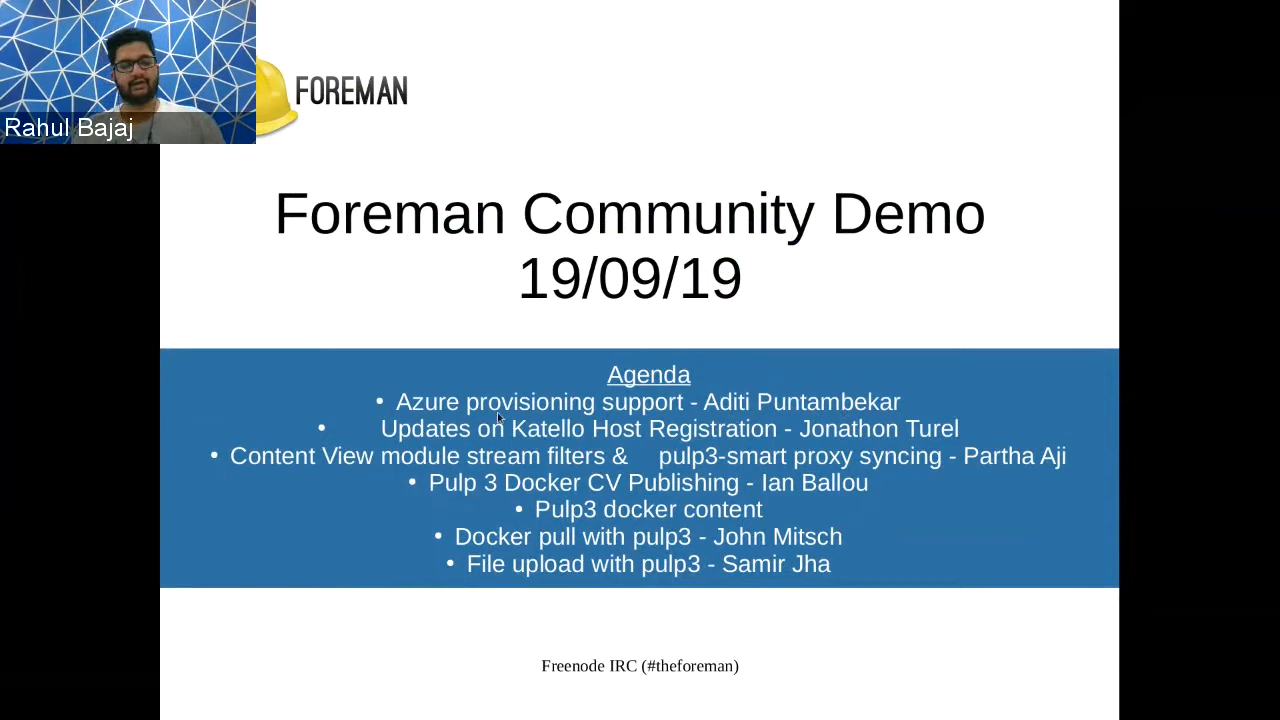 Rahul Bajaj
FOREMAN
Foreman Community Demo
19/09/19
Agenda
• Azure provisioning support - Aditi Puntambekar
• Updates on Katello Host Registration - Jonathon Turel
• Content View module stream filters & pulp3-smart proxy syncing - Partha Aji
• Pulp 3 Docker CV Publishing - Ian Ballou
• Pulp3 docker content
• Docker pull with pulp3 - John Mitsch
• File upload with pulp3 - Samir Jha
Freenode IRC (#theforeman)